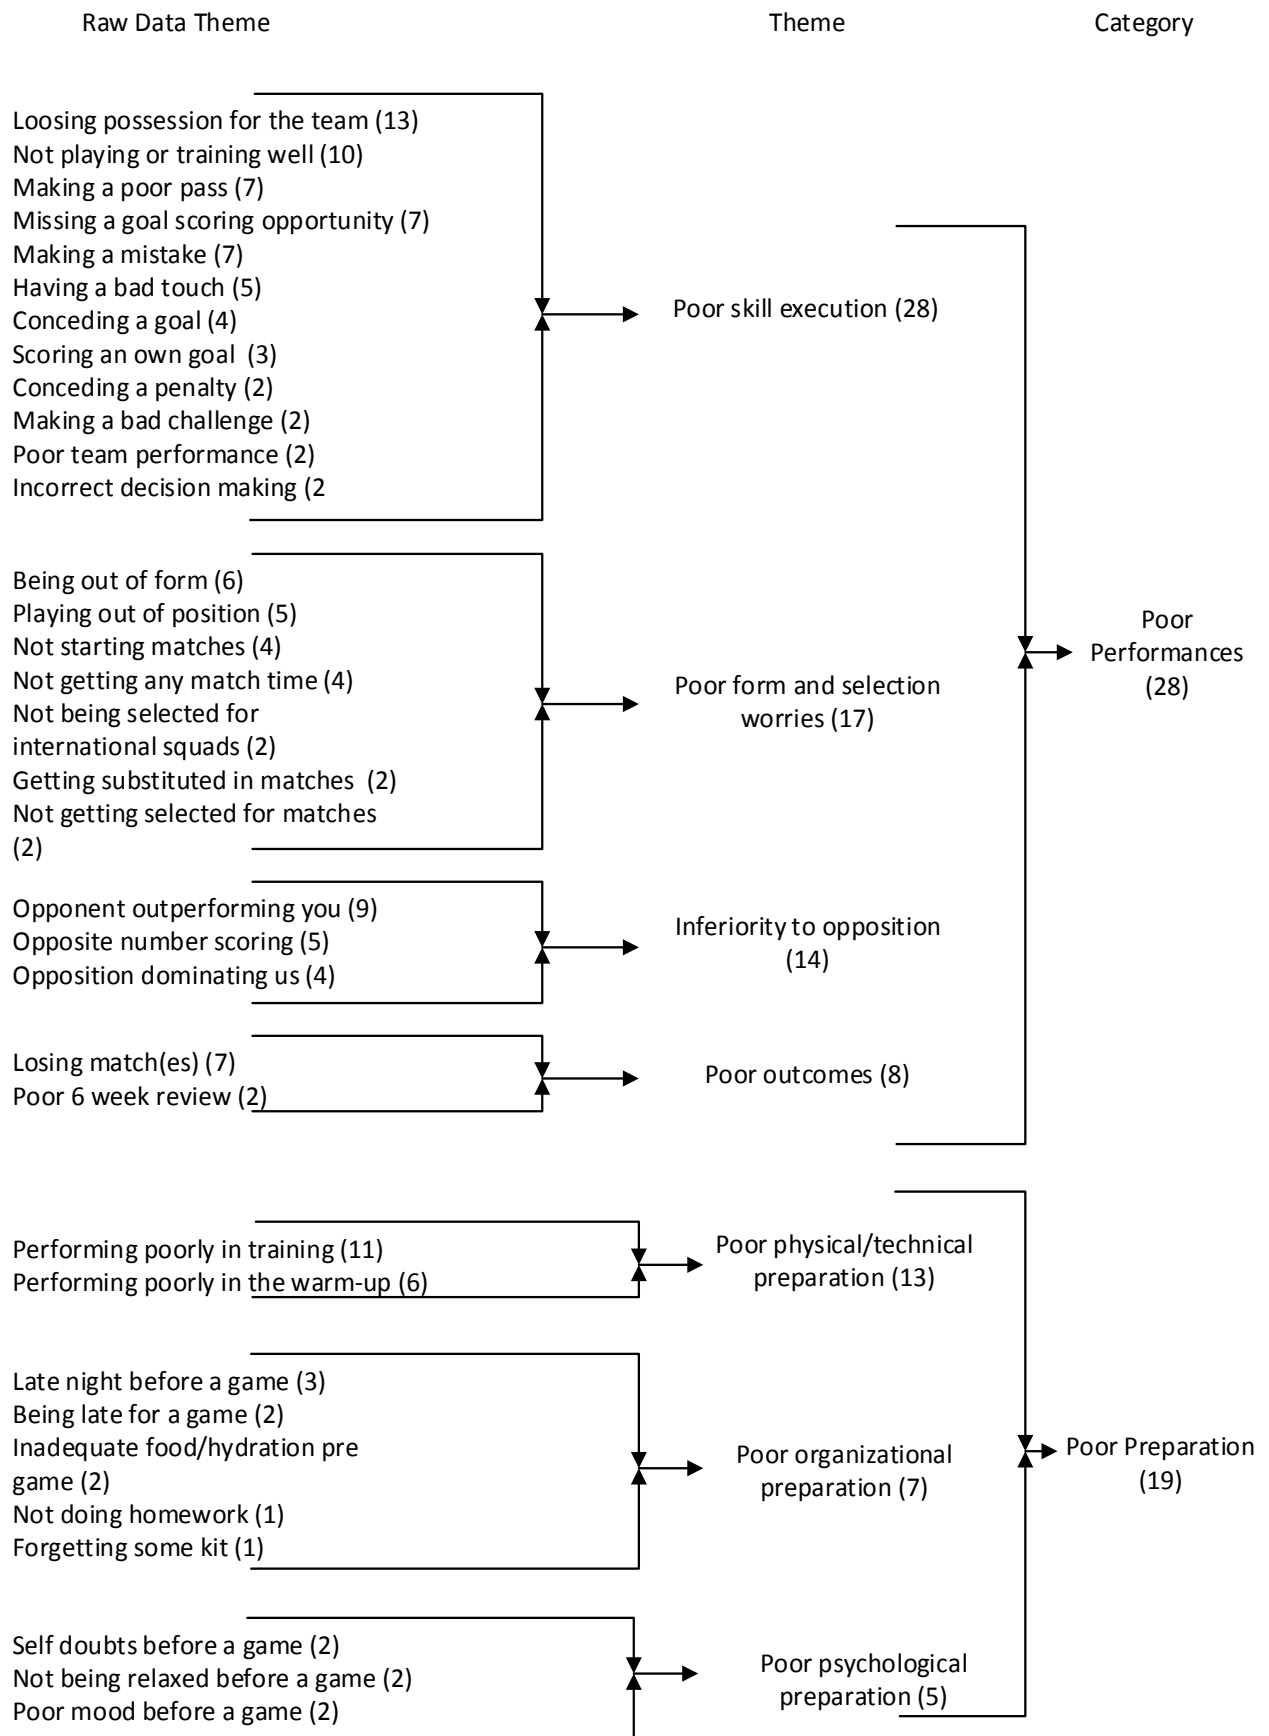 Raw Data Theme
Theme
Category
Loosing possession for the team (13)
Not playing or training well (10)
Making a poor pass (7)
Missing a goal scoring opportunity (7)
Making a mistake (7)
Having a bad touch (5)
Conceding a goal (4)
Scoring an own goal  (3)
Conceding a penalty (2)
Making a bad challenge (2)
Poor team performance (2)
Incorrect decision making (2
Poor skill execution (28)
Being out of form (6)
Playing out of position (5)
Not starting matches (4)
Not getting any match time (4)
Not being selected for
international squads (2)
Getting substituted in matches  (2)
Not getting selected for matches
(2)
Poor form and selection
worries (17)
Opponent outperforming you (9)
Opposite number scoring (5)
Opposition dominating us (4)
Inferiority to opposition
(14)
Losing match(es) (7)
Poor 6 week review (2)
Poor outcomes (8)
Poor
Performances
(28)
Performing poorly in training (11)
Performing poorly in the warm-up (6)
Poor physical/technical
preparation (13)
Late night before a game (3)
Being late for a game (2)
Inadequate food/hydration pre
game (2)
Not doing homework (1)
Forgetting some kit (1)
Poor organizational
preparation (7)
Self doubts before a game (2)
Not being relaxed before a game (2)
Poor mood before a game (2)
Poor psychological
preparation (5)
Poor Preparation
(19)